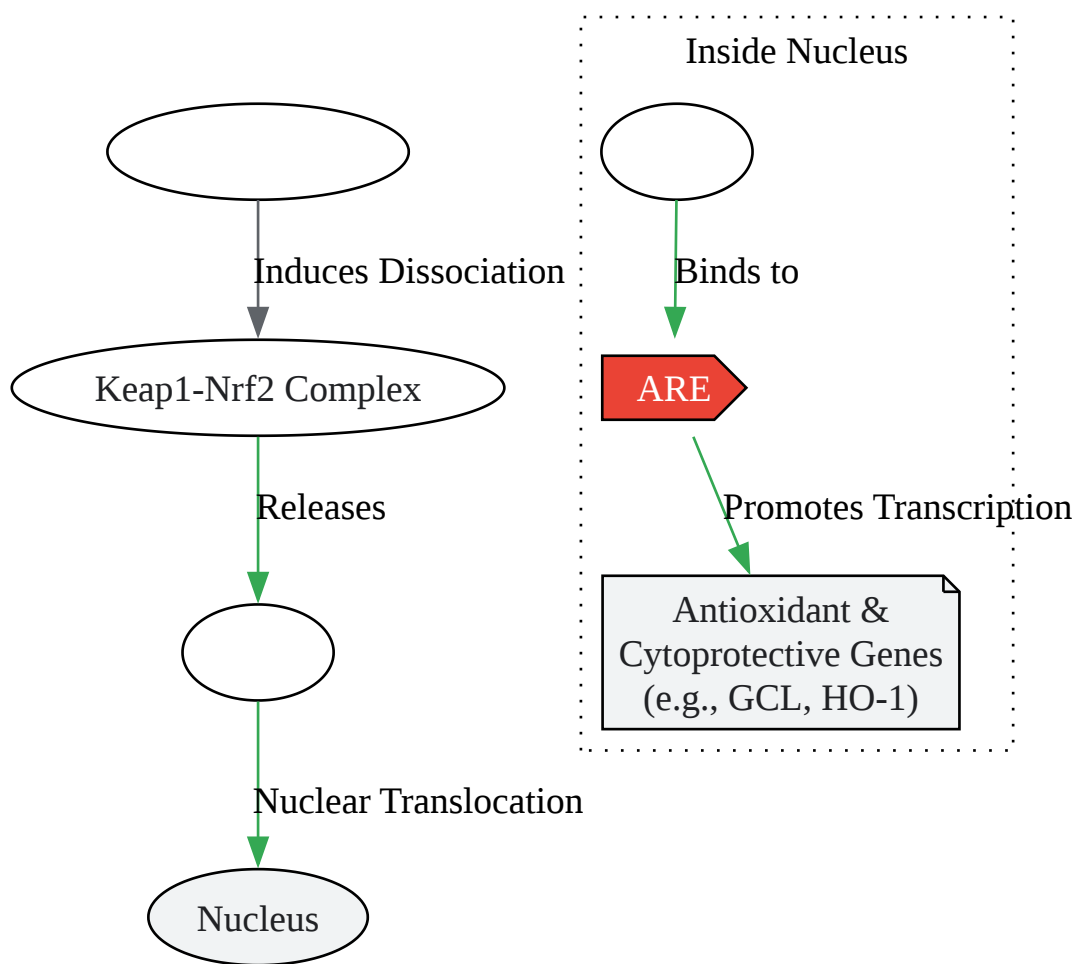 Inside Nucleus
Induces Dissociation
Binds to
Keap1-Nrf2 Complex
ARE
Releases
Promotes Transcription
Antioxidant &
Cytoprotective Genes
(e.g., GCL, HO-1)
Nuclear Translocation
Nucleus